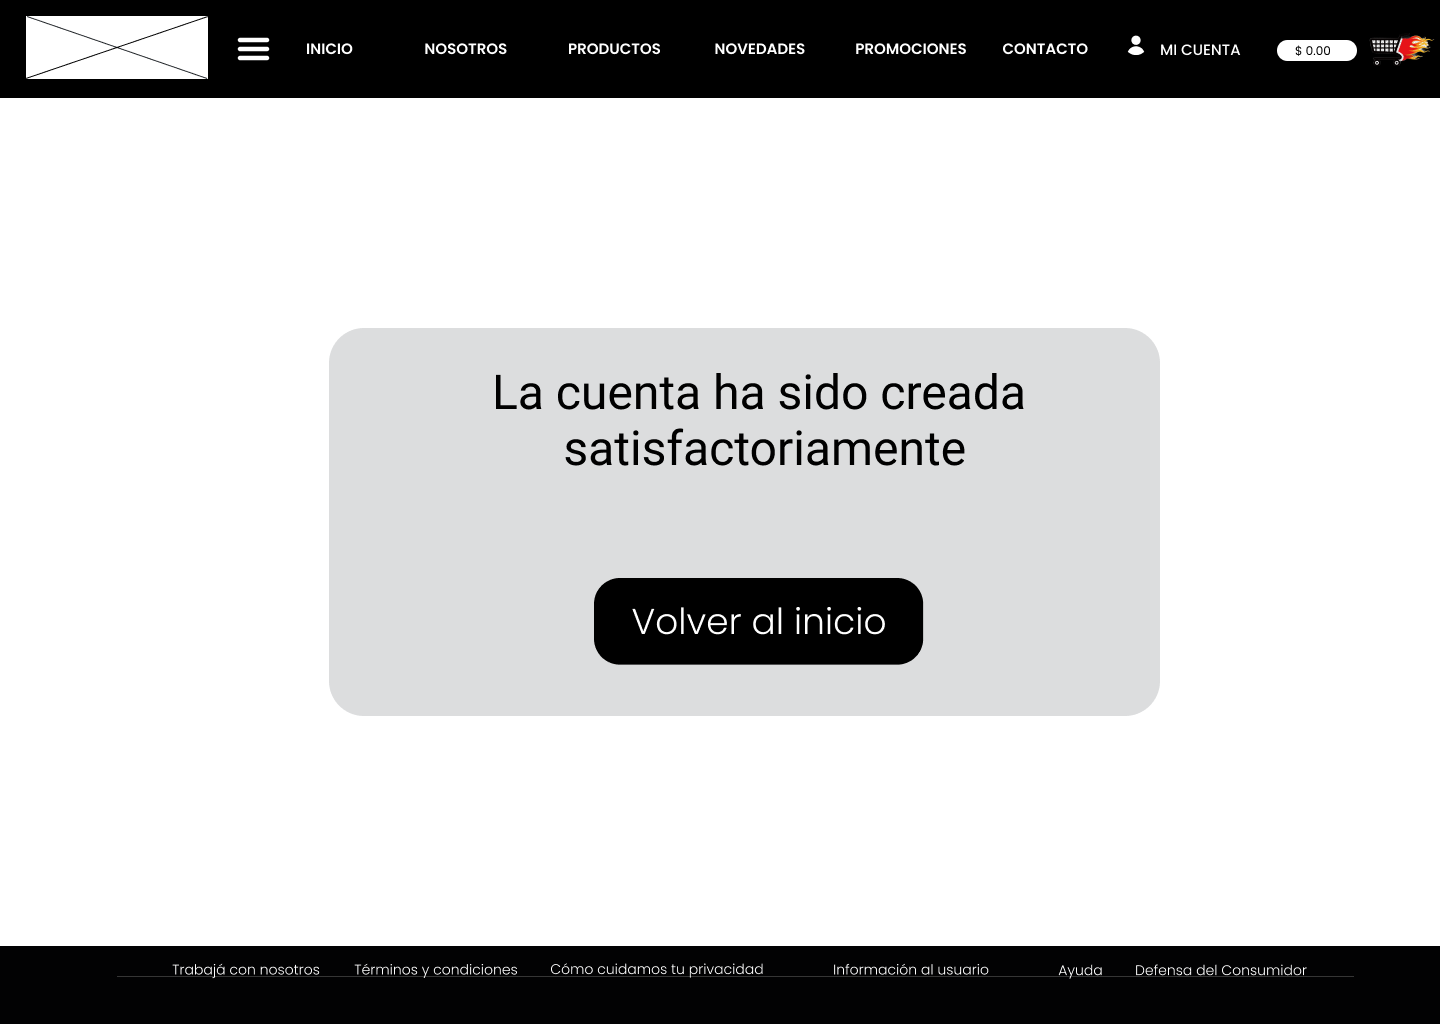 INICIO NOSOTROS PRODUCTOS NOVEDADES PROMOCIONES CONTACTO MI CUENTA $ 0.00
La cuenta ha sido creada
satisfactoriamente
Volver al inicio
Trabajá con nosotros Términos y condiciones Cómo cuidamos tu privacidad Información al usuario Ayuda Defensa del Consumidor